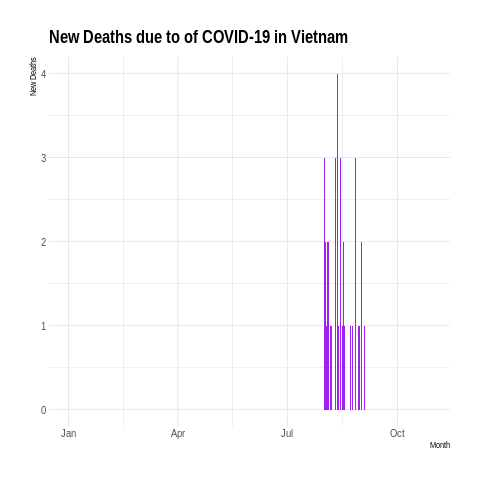 New Deaths due to of COVID-19 in Vietnam
New Deaths
4
3
2
1
0
Jan Apr Jul Oct
Month